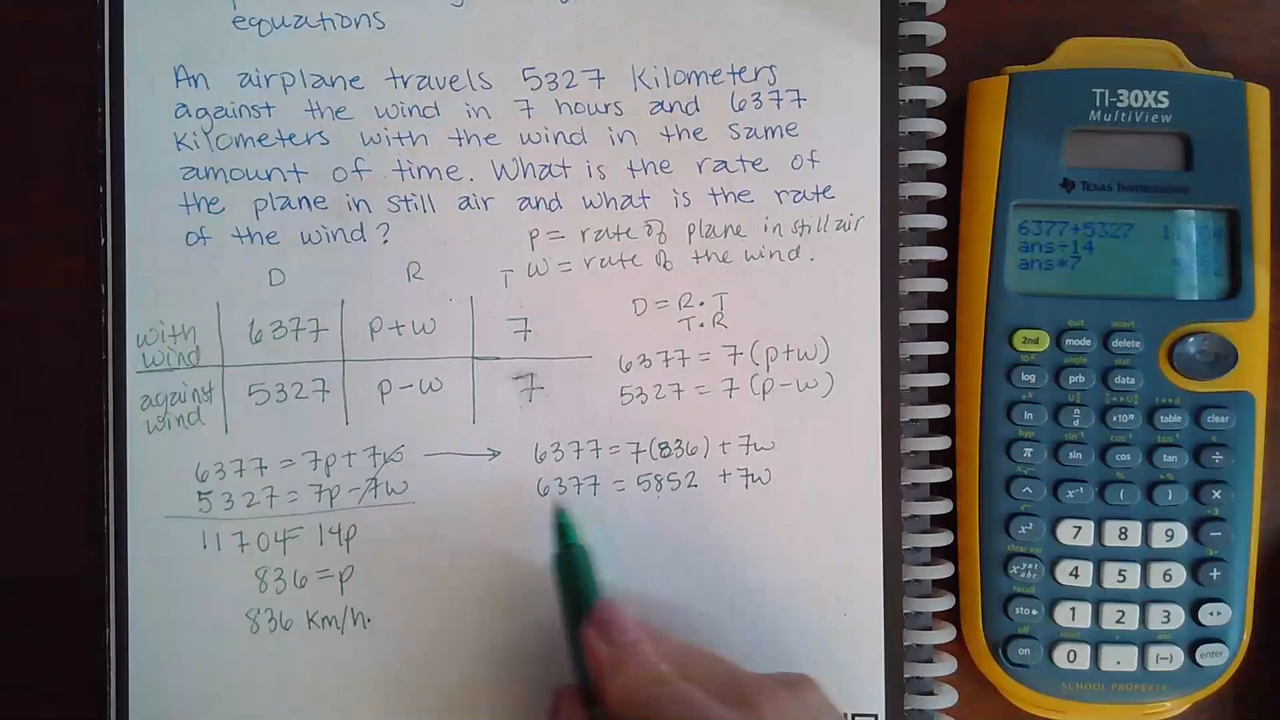 equations
An airplane travels 5327 Kilometers
against the wind in 7 hours and 6377
Kilometers with the wind in the same
amount of time. What is the rate of
the plane in still air and what is the rate
of the wind?
p = rate of plane in still air
w = rate of the wind.
D R T
with wind 6377 p+w 7
against wind 5327 p-w 7
D = R·T
T·R
6377 = 7(p+w)
5327 = 7(p-w)
6377 = 7p+7w
5327 = 7p-7w
11704 = 14p
836 = p
836 Km/h.
6377 = 7(836) + 7w
6377 = 5852 + 7w
TI-30XS
MultiView
TEXAS INSTRUMENTS
6377+5327
ans÷14
ans*7
2nd mode delete
log prb data
ln n/d ×10ⁿ table clear
π sin cos tan ÷
^ x⁻¹ ( ) ×
x² 7 8 9 −
4 5 6 +
sto 1 2 3
on 0 . (−) enter
SCHOOL PROPERTY